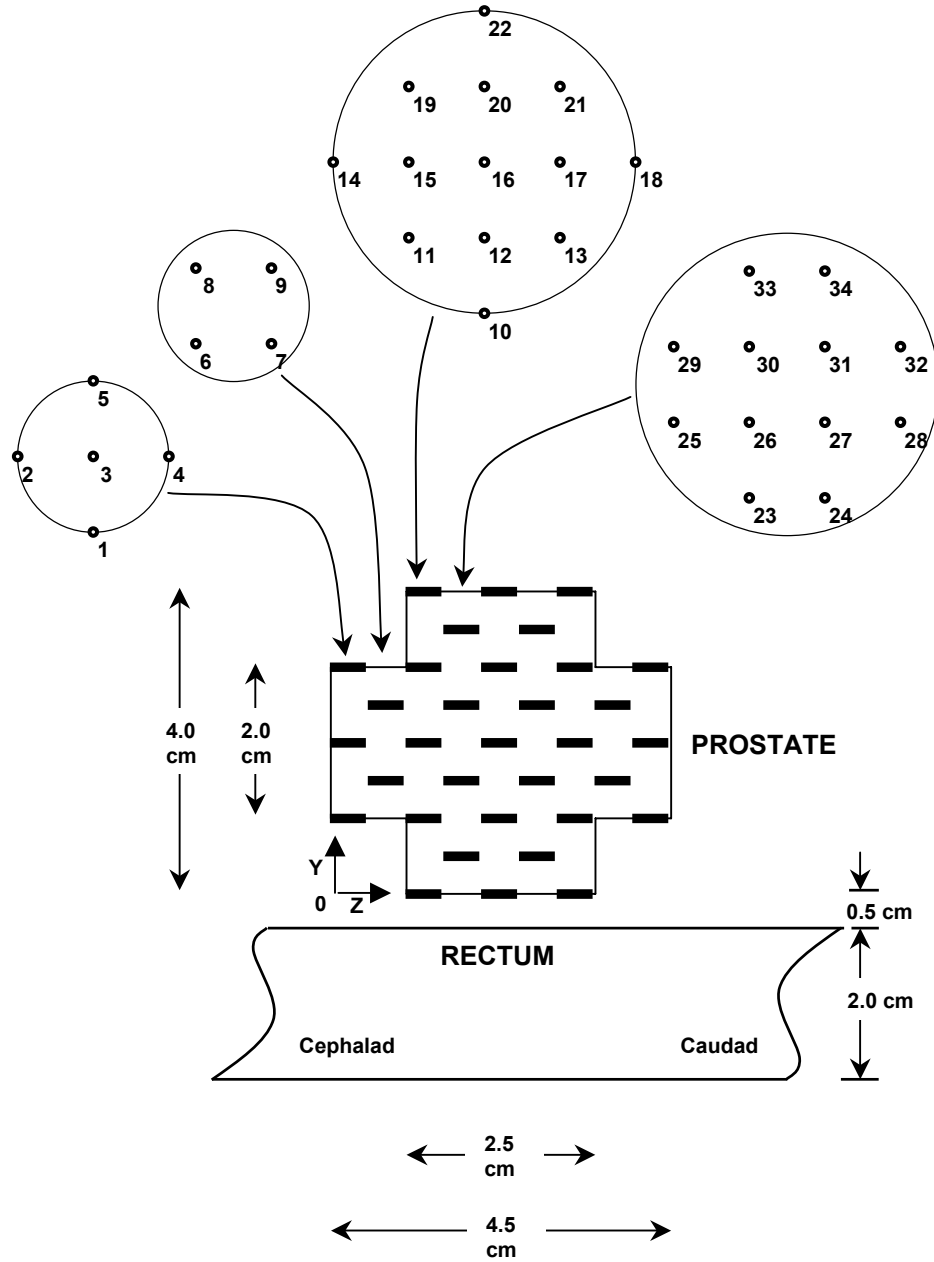 22
19 20 21
14 15 16 17 18
11 12 13
10
8 9
6 7
5
2 3 4
1
33 34
29 30 31 32
25 26 27 28
23 24
4.0
cm
2.0
cm
PROSTATE
Y
0 Z
0.5 cm
RECTUM
2.0 cm
Cephalad Caudad
2.5
cm
4.5
cm